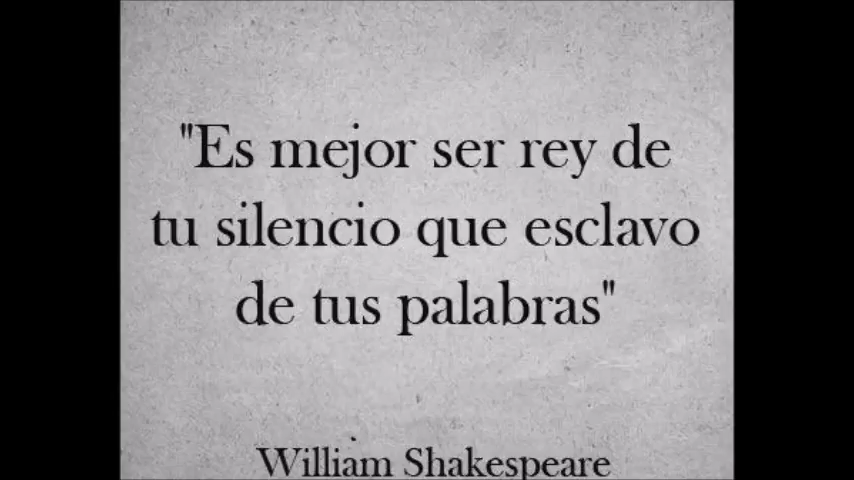 "Es mejor ser rey de
tu silencio que esclavo
de tus palabras"
William Shakespeare